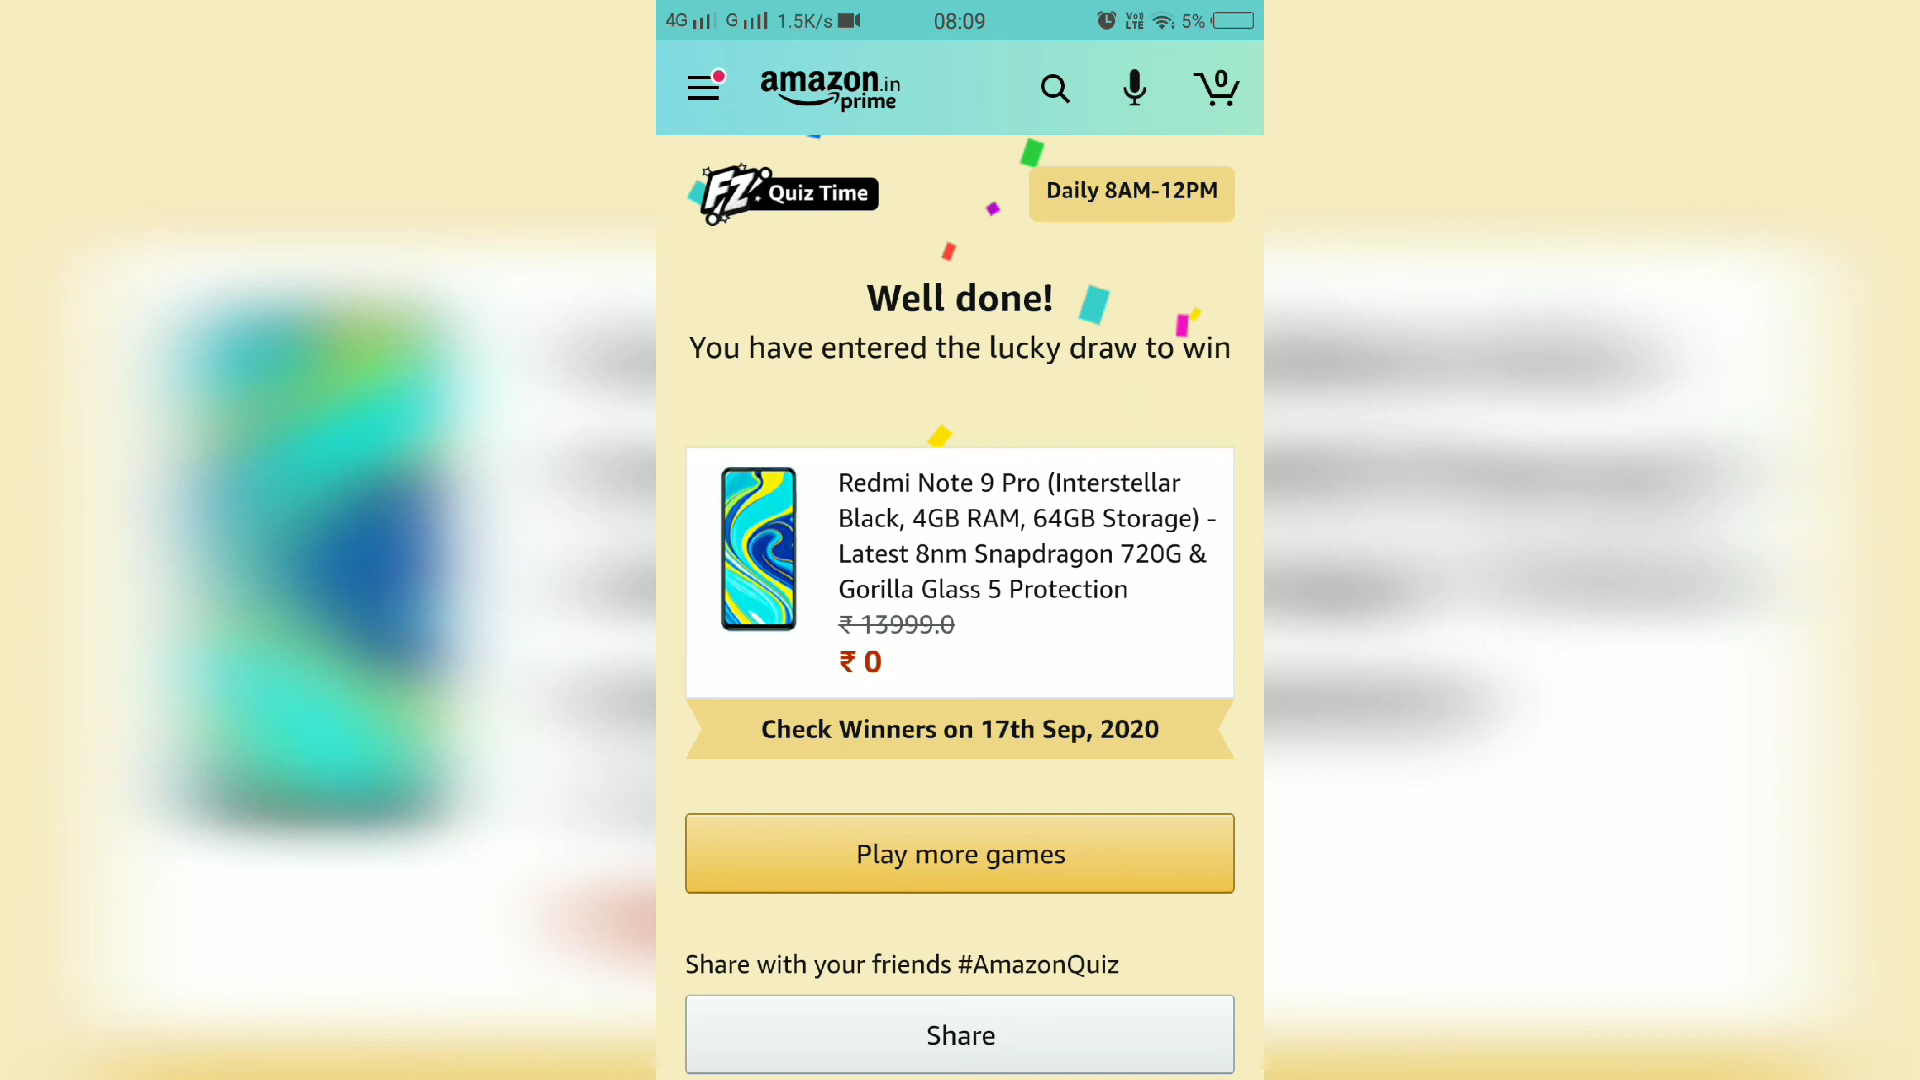 4G G 1.5K/s 08:09 VoD LTE 5%
amazon.in
prime
0
FZ Quiz Time Daily 8AM-12PM
Well done!
You have entered the lucky draw to win
Redmi Note 9 Pro (Interstellar
Black, 4GB RAM, 64GB Storage) -
Latest 8nm Snapdragon 720G &
Gorilla Glass 5 Protection
₹ 13999.0
₹ 0
Check Winners on 17th Sep, 2020
Play more games
Share with your friends #AmazonQuiz
Share